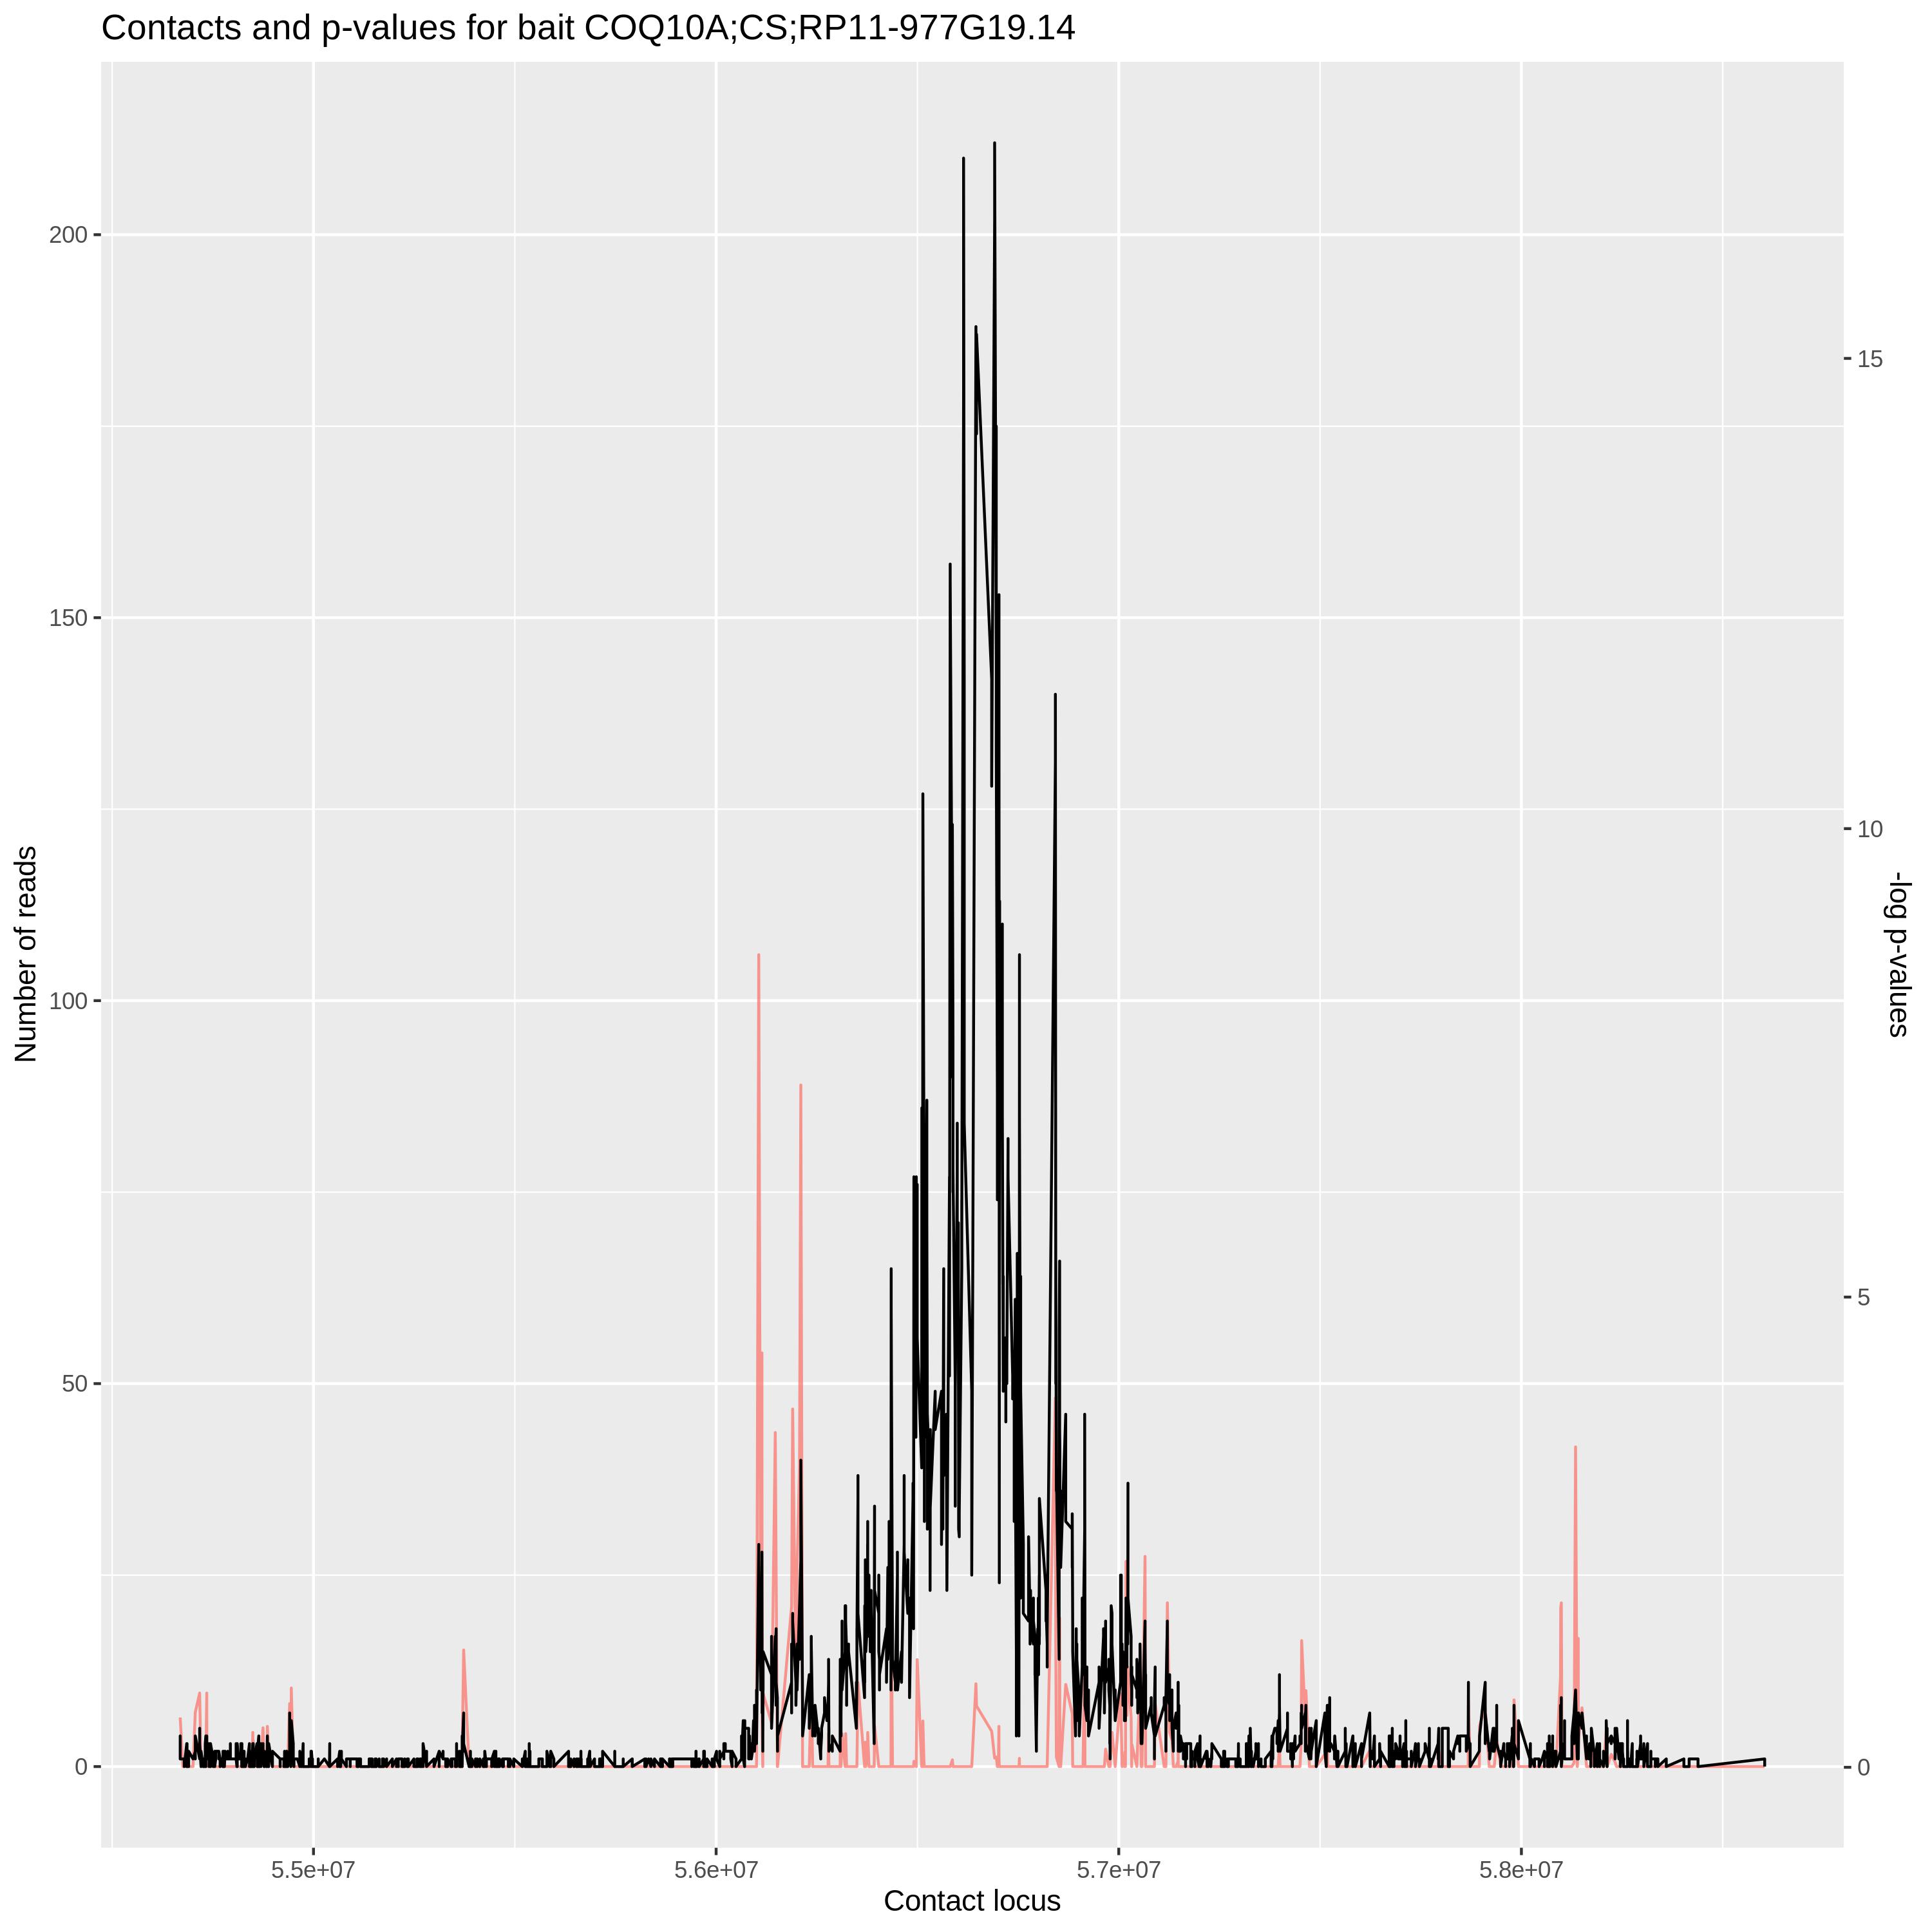 Contacts and p-values for bait COQ10A;CS;RP11-977G19.14
200
150
100
50
0
15
10
5
0
Number of reads
-log p-values
5.5e+07
5.6e+07
5.7e+07
5.8e+07
Contact locus